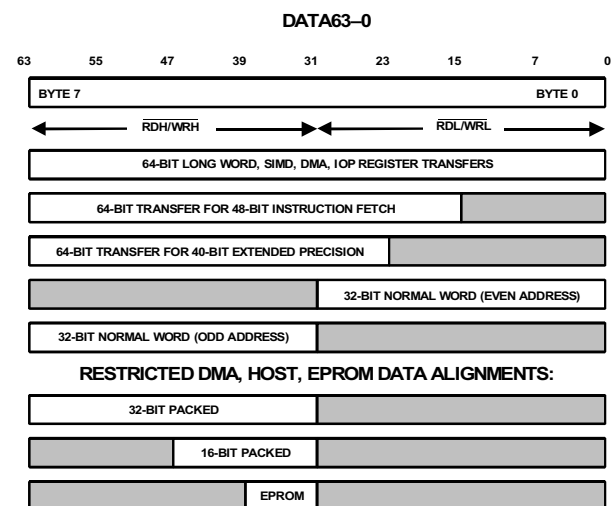 DATA63–0
63 55 47 39 31 23 15 7 0
BYTE 7 BYTE 0
RDH/WRH RDL/WRL
64-BIT LONG WORD, SIMD, DMA, IOP REGISTER TRANSFERS
64-BIT TRANSFER FOR 48-BIT INSTRUCTION FETCH
64-BIT TRANSFER FOR 40-BIT EXTENDED PRECISION
32-BIT NORMAL WORD (EVEN ADDRESS)
32-BIT NORMAL WORD (ODD ADDRESS)
RESTRICTED DMA, HOST, EPROM DATA ALIGNMENTS:
32-BIT PACKED
16-BIT PACKED
EPROM